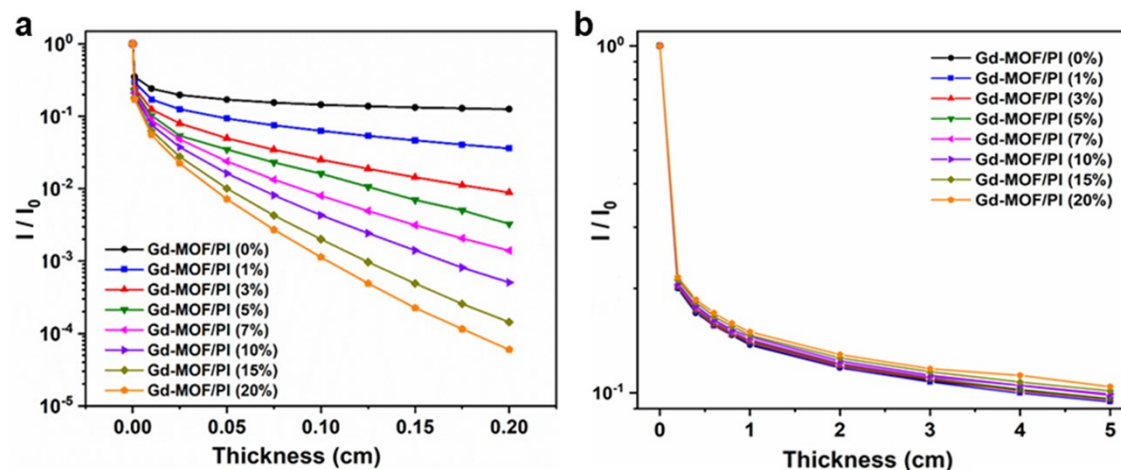 a
I / I₀
10⁰
10⁻¹
10⁻²
10⁻³
10⁻⁴
10⁻⁵
Gd-MOF/PI (0%)
Gd-MOF/PI (1%)
Gd-MOF/PI (3%)
Gd-MOF/PI (5%)
Gd-MOF/PI (7%)
Gd-MOF/PI (10%)
Gd-MOF/PI (15%)
Gd-MOF/PI (20%)
0.00 0.05 0.10 0.15 0.20
Thickness (cm)
b
I / I₀
10⁰
10⁻¹
Gd-MOF/PI (0%)
Gd-MOF/PI (1%)
Gd-MOF/PI (3%)
Gd-MOF/PI (5%)
Gd-MOF/PI (7%)
Gd-MOF/PI (10%)
Gd-MOF/PI (15%)
Gd-MOF/PI (20%)
0 1 2 3 4 5
Thickness (cm)